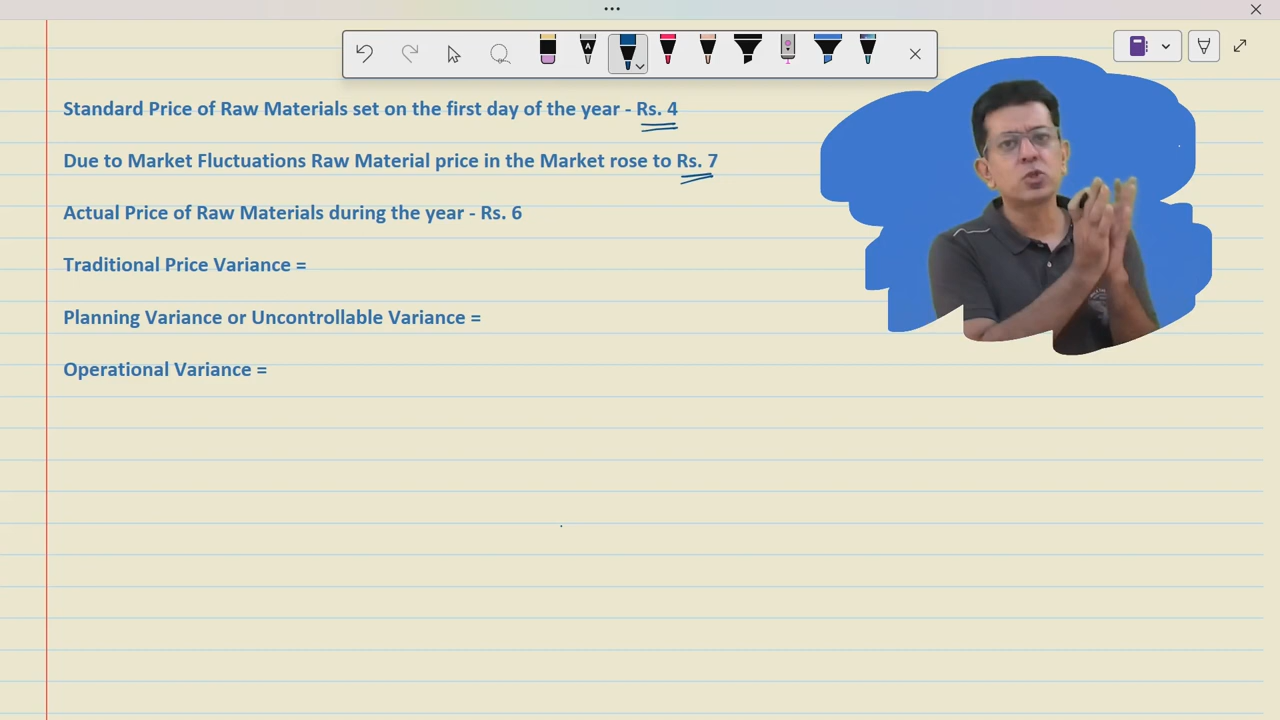 Standard Price of Raw Materials set on the first day of the year - Rs. 4
Due to Market Fluctuations Raw Material price in the Market rose to Rs. 7
Actual Price of Raw Materials during the year - Rs. 6
Traditional Price Variance =
Planning Variance or Uncontrollable Variance =
Operational Variance =